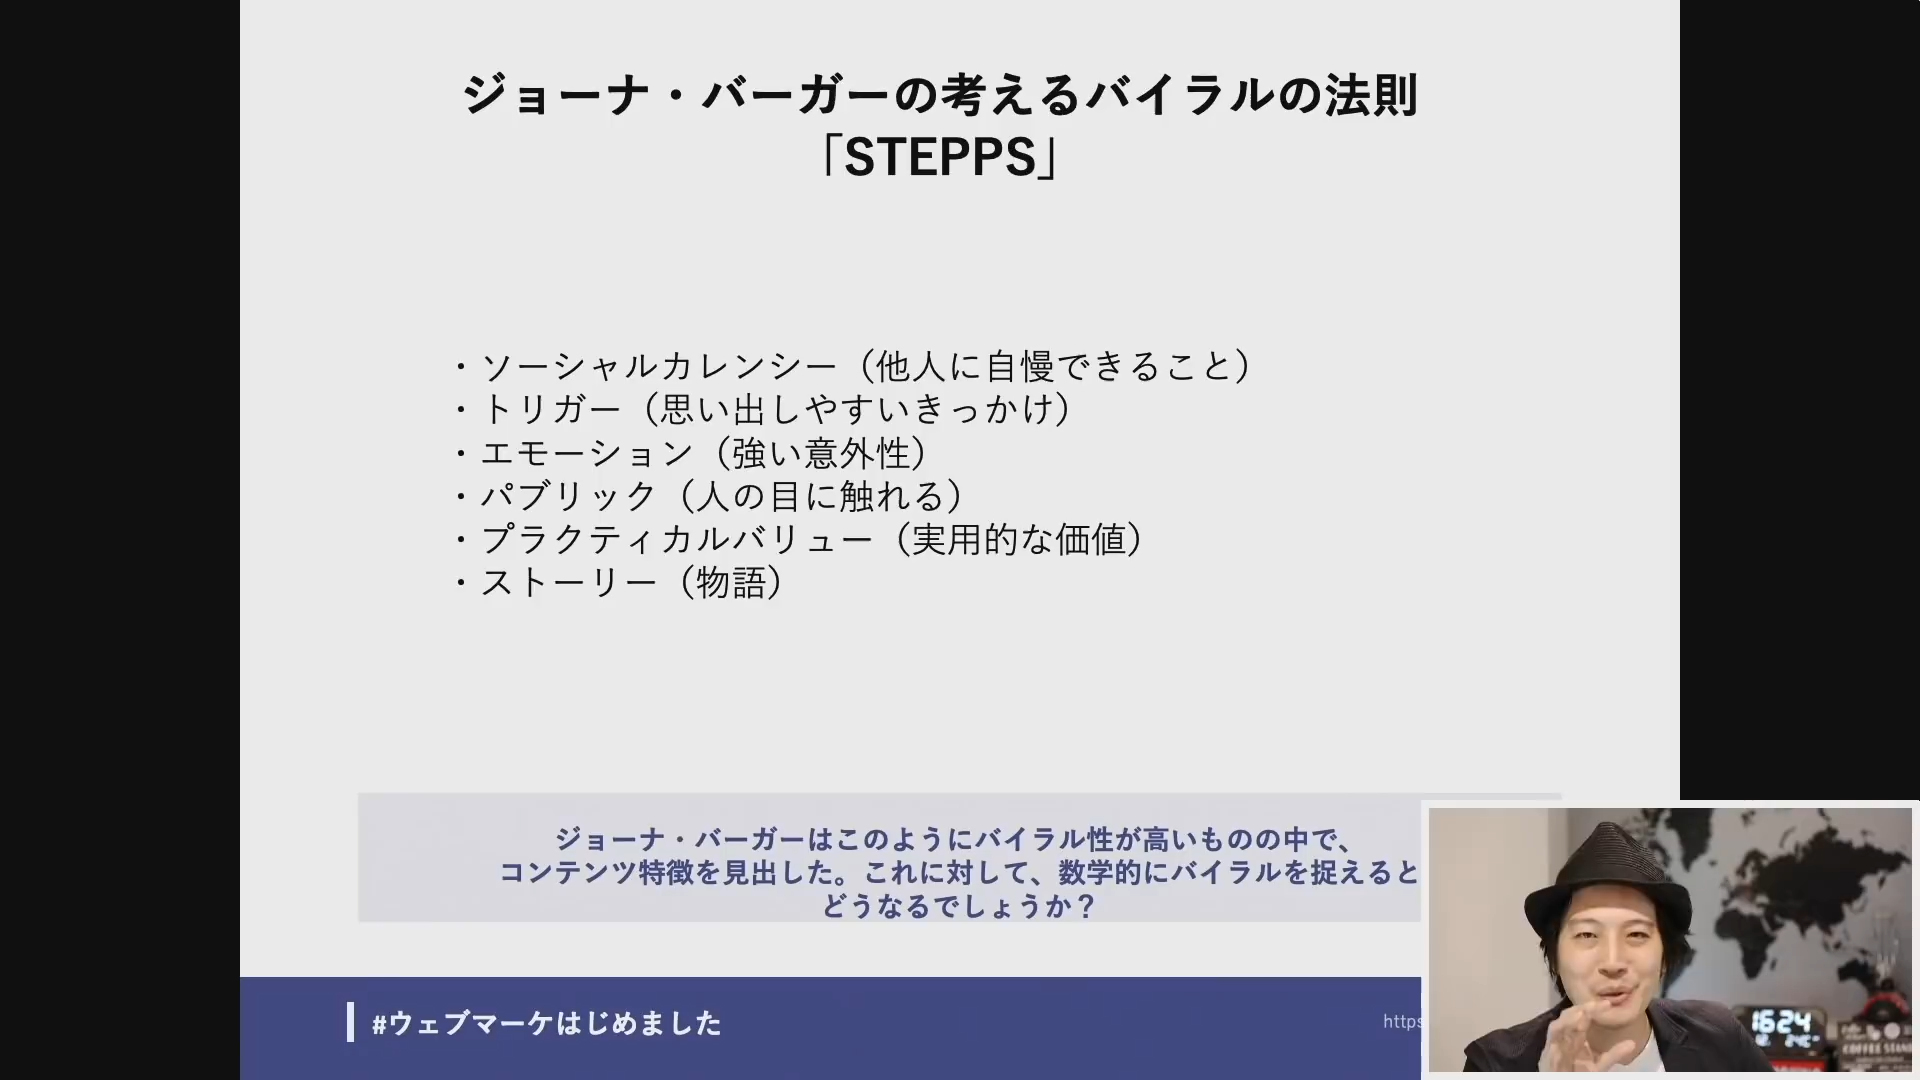 ジョーナ・バーガーの考えるバイラルの法則
「STEPPS」
・ソーシャルカレンシー（他人に自慢できること）
・トリガー（思い出しやすいきっかけ）
・エモーション（強い意外性）
・パブリック（人の目に触れる）
・プラクティカルバリュー（実用的な価値）
・ストーリー（物語）
ジョーナ・バーガーはこのようにバイラル性が高いものの中で、
コンテンツ特徴を見出した。これに対して、数学的にバイラルを捉えると
どうなるでしょうか？
#ウェブマーケはじめました
https
1624
24℃
COFFEE STAND